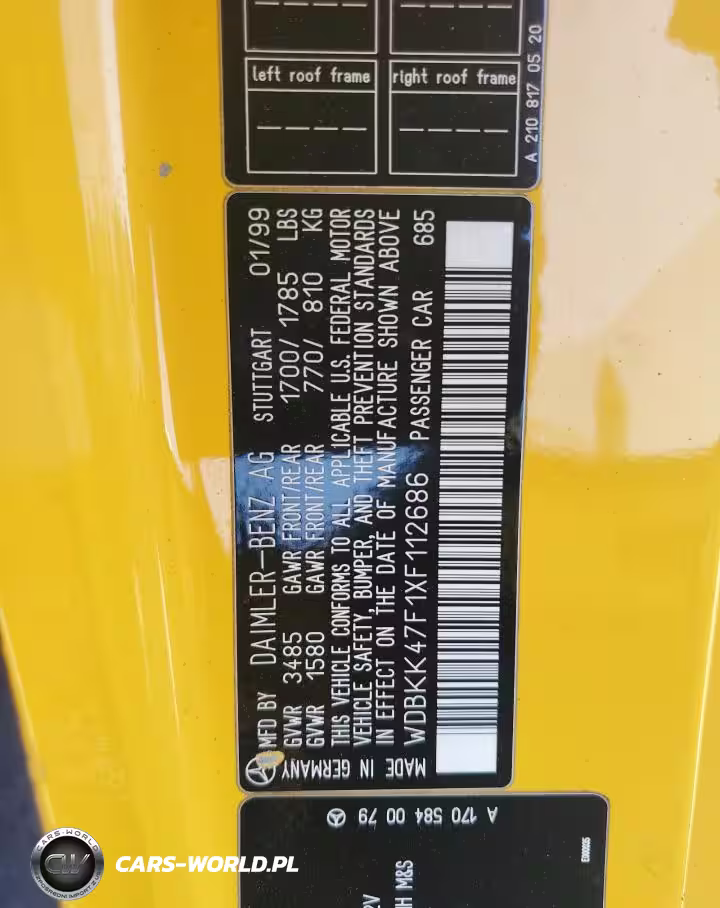 left roof frame
right roof frame
A 210 817 05 20
MFD BY DAIMLER-BENZ AG STUTTGART 01/99
GVWR 3485 GAWR FRONT/REAR 1700/ 1785 LBS
GVWR 1580 GAWR FRONT/REAR 770/ 810 KG
THIS VEHICLE CONFORMS TO ALL APPLICABLE U.S. FEDERAL MOTOR
VEHICLE SAFETY, BUMPER, AND THEFT PREVENTION STANDARDS
IN EFFECT ON THE DATE OF MANUFACTURE SHOWN ABOVE
WDBKK47F1XF112686 PASSENGER CAR 685
MADE IN GERMANY
A 170 584 00 79
H M&S
CARS-WORLD
CW
CARS-WORLD.PL